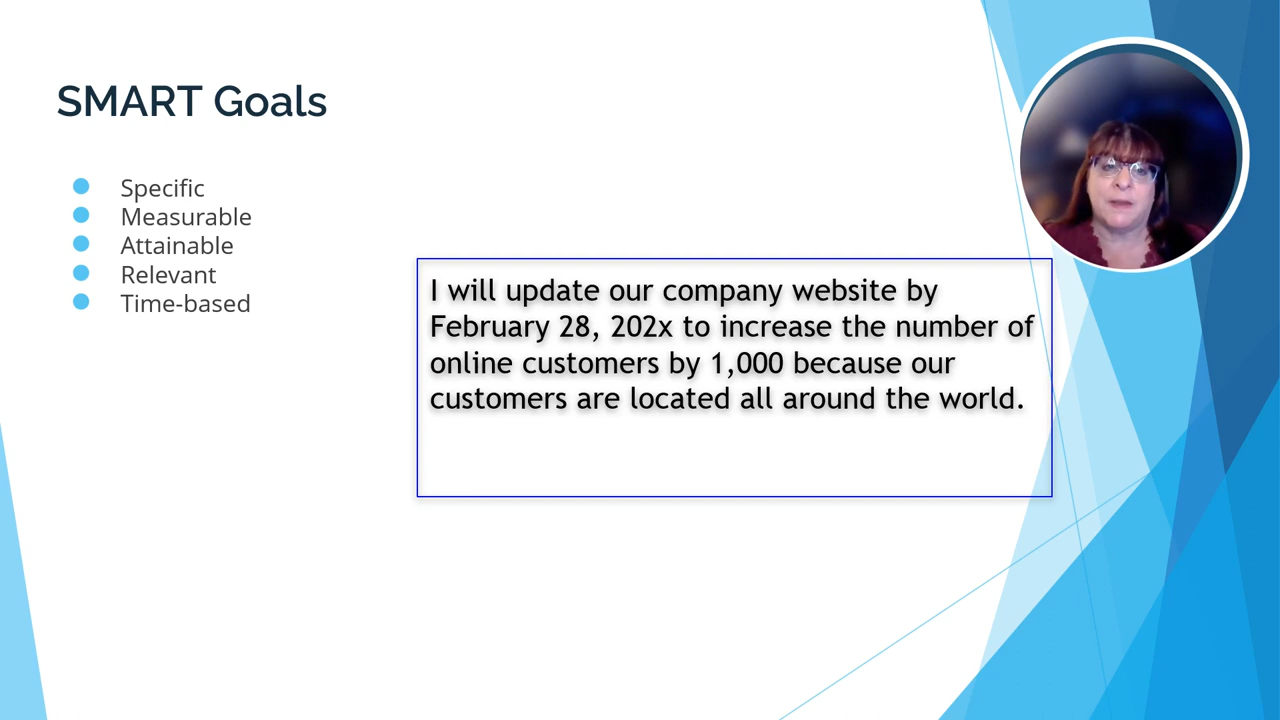 SMART Goals
Specific
Measurable
Attainable
Relevant
Time-based
I will update our company website by
February 28, 202x to increase the number of
online customers by 1,000 because our
customers are located all around the world.